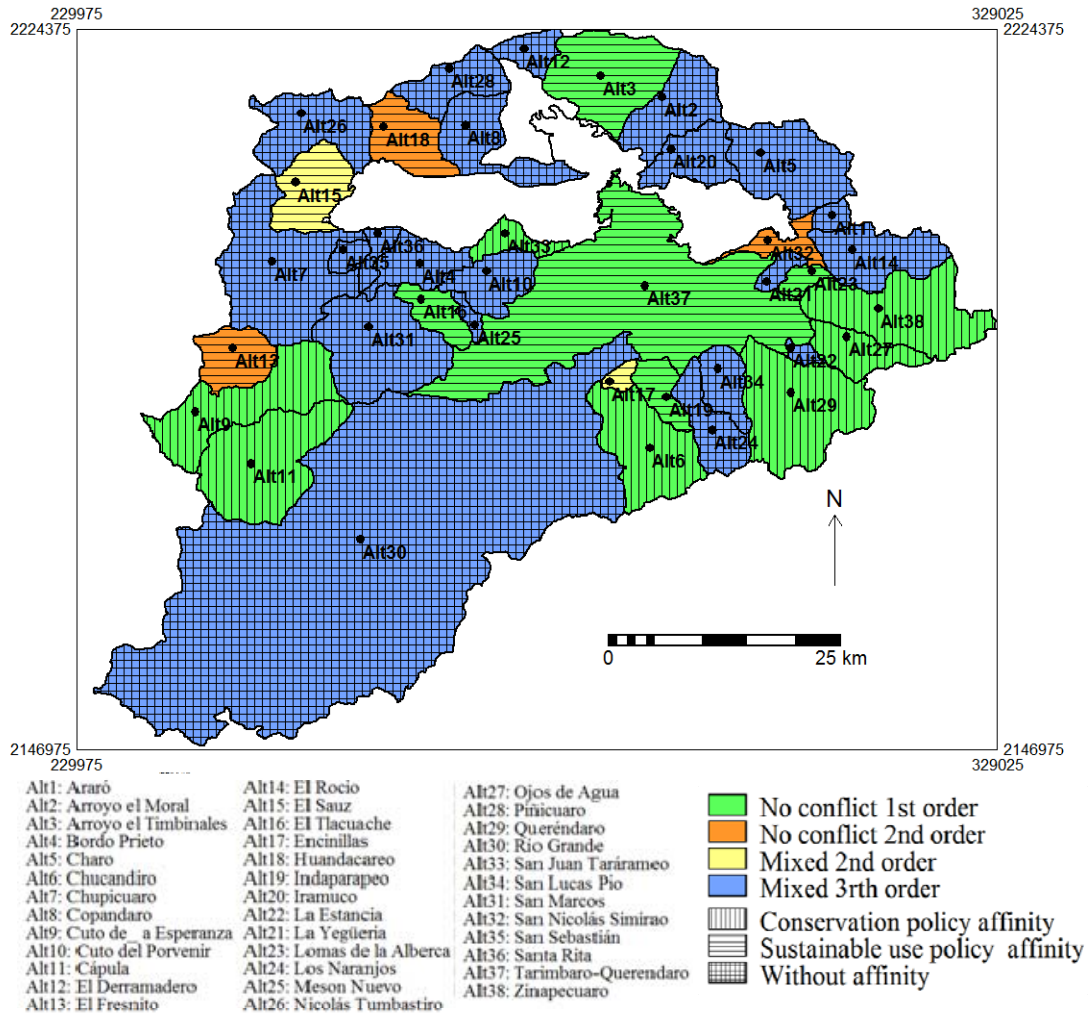 229975 329025
2224375 2224375
Alt12
Alt28
Alt3
Alt2
Alt26
Alt18
Alt8
Alt20
Alt5
Alt15
Alt1
Alt36
Alt33
Alt32
Alt14
Alt35
Alt7
Alt4
Alt10
Alt23
Alt21
Alt37
Alt16
Alt38
Alt31
Alt25
Alt27
Alt13
Alt22
Alt34
Alt17
Alt29
Alt19
Alt9
Alt24
Alt6
Alt11
N
Alt30
0 25 km
2146975 2146975
229975 329025
Alt1: Araró
Alt2: Arroyo el Moral
Alt3: Arroyo el Timbinales
Alt4: Bordo Prieto
Alt5: Charo
Alt6: Chucandiro
Alt7: Chupicuaro
Alt8: Copandaro
Alt9: Cuto de_ a Esperanza
Alt10: Cuto del Porvenir
Alt11: Cápula
Alt12: El Derramadero
Alt13: El Fresnito
Alt14: El Rocio
Alt15: El Sauz
Alt16: El Tlacuache
Alt17: Encinillas
Alt18: Huandacareo
Alt19: Indaparapeo
Alt20: Iramuco
Alt22: La Estancia
Alt21: La Yegüeria
Alt23: Lomas de la Alberca
Alt24: Los Naranjos
Alt25: Meson Nuevo
Alt26: Nicolás Tumbastiro
Alt27: Ojos de Agua
Alt28: Piñicuaro
Alt29: Queréndaro
Alt30: Rio Grande
Alt33: San Juan Tarárameo
Alt34: San Lucas Pio
Alt31: San Marcos
Alt32: San Nicolás Simirao
Alt35: San Sebastián
Alt36: Santa Rita
Alt37: Tarimbaro-Querendaro
Alt38: Zinapecuaro
No conflict 1st order
No conflict 2nd order
Mixed 2nd order
Mixed 3rth order
Conservation policy affinity
Sustainable use policy affinity
Without affinity